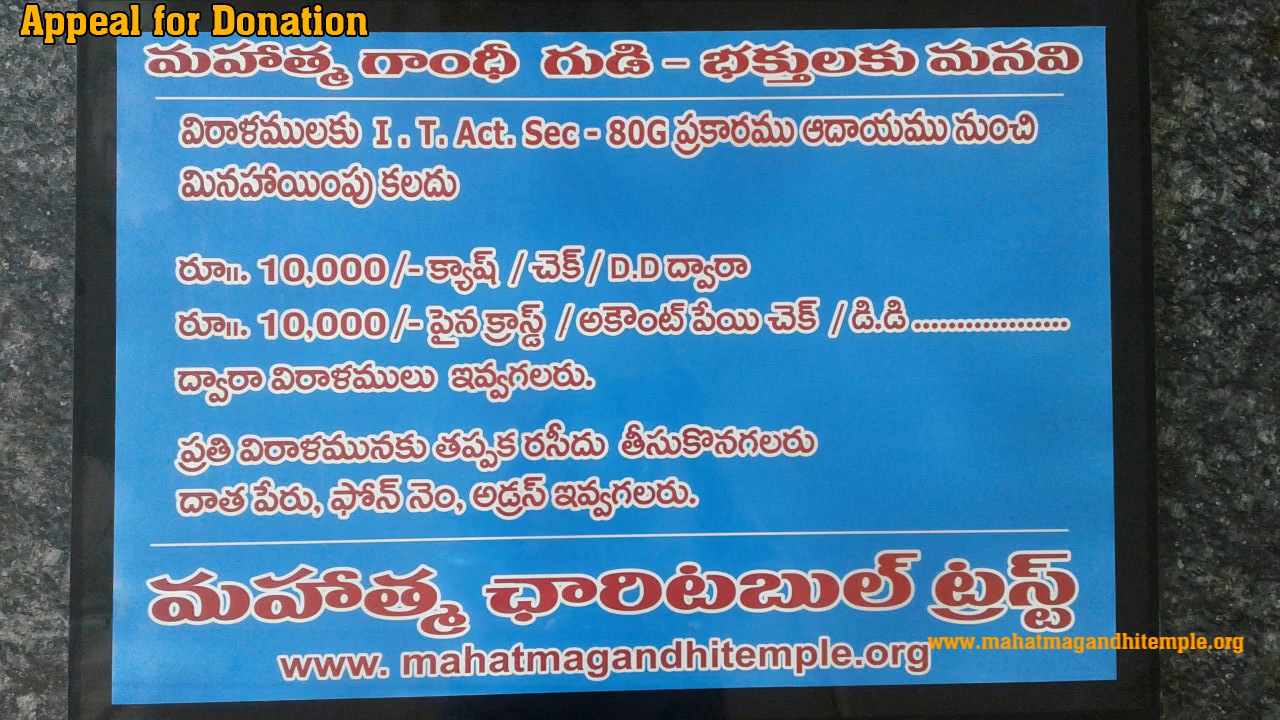 Appeal for Donation
మహాత్మ గాంధీ గుడి – భక్తులకు మనవి
విరాళములకు I . T. Act. Sec - 80G ప్రకారము ఆదాయము నుంచి
మినహాయింపు కలదు
రూ॥. 10,000 /- క్యాష్ / చెక్ / D.D ద్వారా
రూ॥. 10,000 /- పైన క్రాస్డ్ / అకౌంట్ పేయి చెక్ / డి.డి ..................
ద్వారా విరాళములు ఇవ్వగలరు.
ప్రతి విరాళమునకు తప్పక రసీదు తీసుకొనగలరు
దాత పేరు, ఫోన్ నెం, అడ్రస్ ఇవ్వగలరు.
మహాత్మ ఛారిటబుల్ ట్రస్ట్
www.mahatmagandhitemple.org
www. mahatmagandhitemple.org